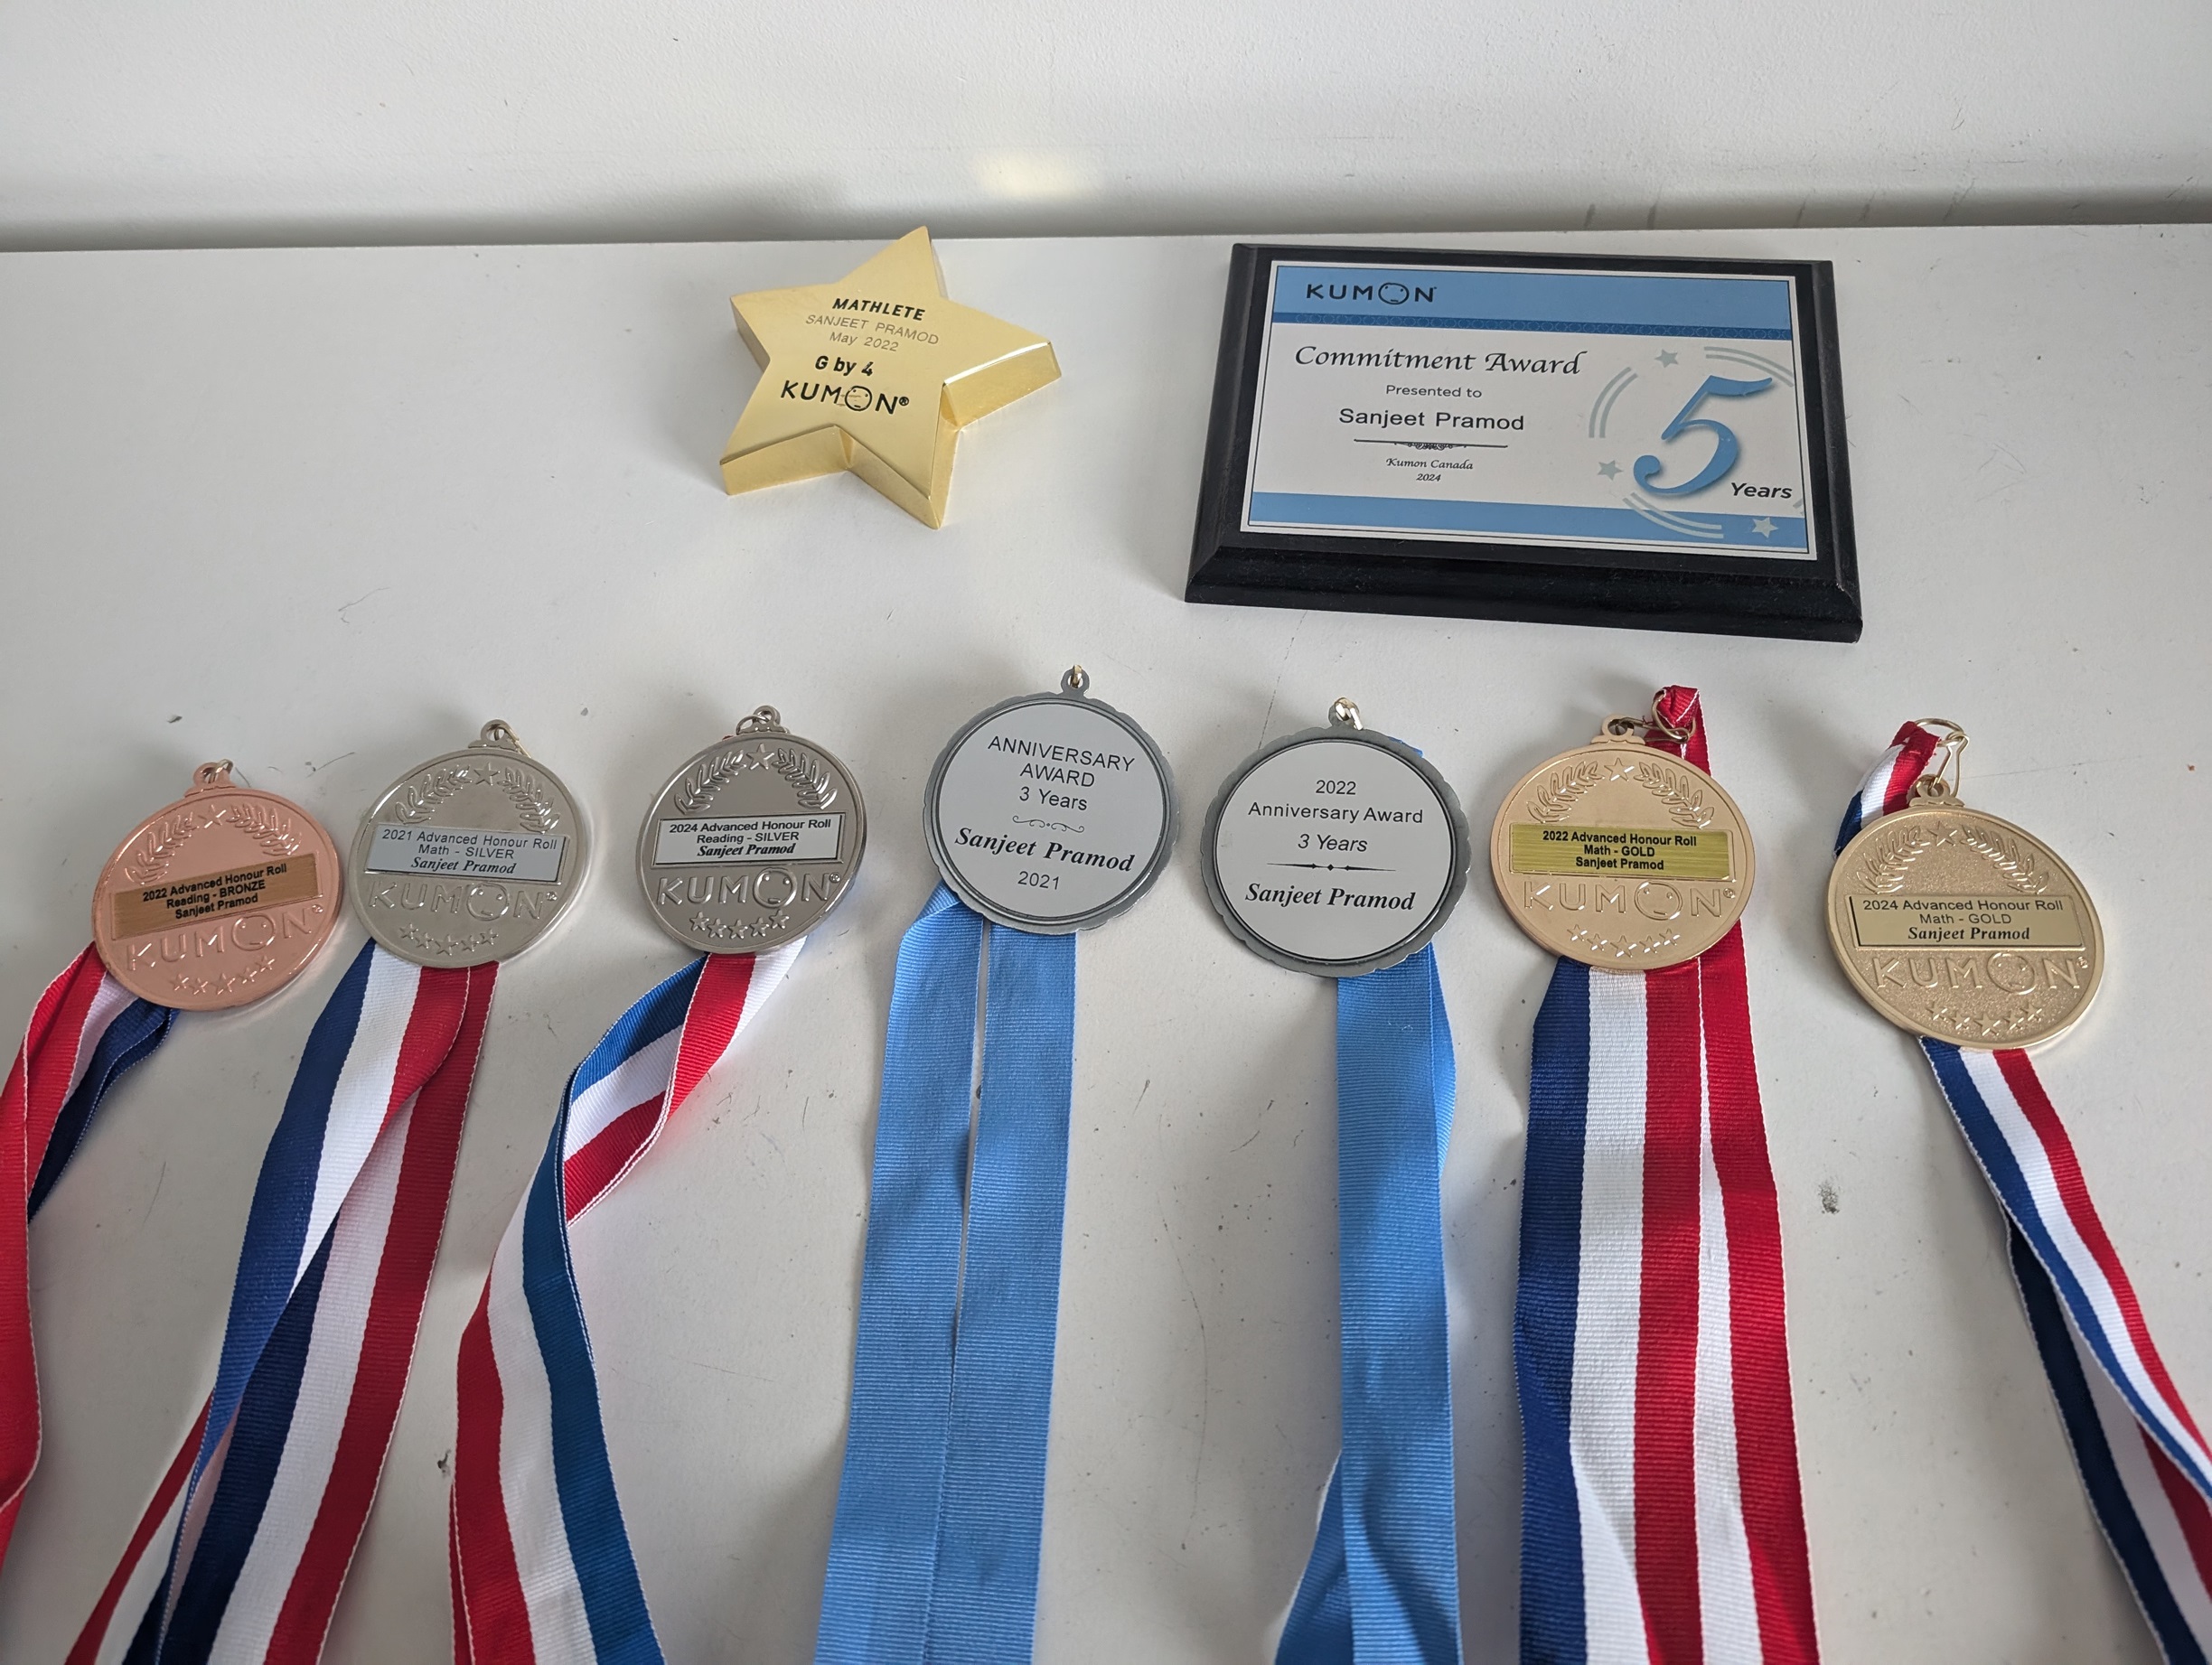 MATHLETE
SANJEET PRAMOD
May 2022
G by 4
KUMON®
KUMON
Commitment Award
Presented to
Sanjeet Pramod
Kumon Canada
2024
5
Years
2022 Advanced Honour Roll
Reading - BRONZE
Sanjeet Pramod
KUMON®
2021 Advanced Honour Roll
Math - SILVER
Sanjeet Pramod
KUMON®
2024 Advanced Honour Roll
Reading - SILVER
Sanjeet Pramod
KUMON®
ANNIVERSARY
AWARD
3 Years
Sanjeet Pramod
2021
2022
Anniversary Award
3 Years
Sanjeet Pramod
2022 Advanced Honour Roll
Math - GOLD
Sanjeet Pramod
KUMON®
2024 Advanced Honour Roll
Math - GOLD
Sanjeet Pramod
KUMON®